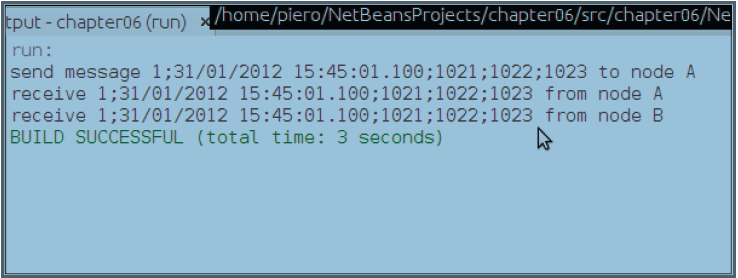 tput - chapter06 (run) × /home/piero/NetBeansProjects/chapter06/src/chapter06/Ne
run:
send message 1;31/01/2012 15:45:01.100;1021;1022;1023 to node A
receive 1;31/01/2012 15:45:01.100;1021;1022;1023 from node A
receive 1;31/01/2012 15:45:01.100;1021;1022;1023 from node B
BUILD SUCCESSFUL (total time: 3 seconds)